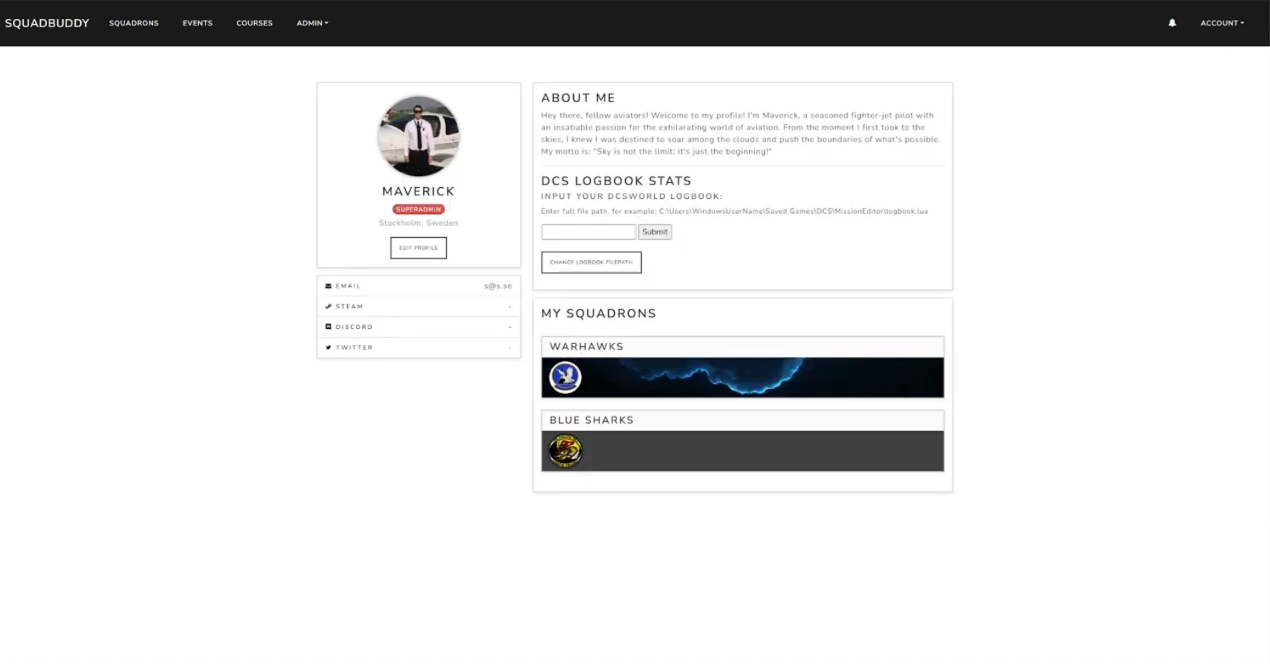 SQUADBUDDY SQUADRONS EVENTS COURSES ADMIN ACCOUNT
MAVERICK
SUPERADMIN
Stockholm, Sweden
EDIT PROFILE
EMAIL s@s.se
STEAM -
DISCORD -
TWITTER -
ABOUT ME
Hey there, fellow aviators! Welcome to my profile! I'm Maverick, a seasoned fighter-jet pilot with
an insatiable passion for the exhilarating world of aviation. From the moment I first took to the
skies, I knew I was destined to soar among the clouds and push the boundaries of what's possible.
My motto is: "Sky is not the limit; it's just the beginning!"
DCS LOGBOOK STATS
INPUT YOUR DCSWORLD LOGBOOK:
Enter full file path, for example: C:\Users\WindowsUserName\Saved Games\DCS\MissionEditor\logbook.lua
Submit
CHANGE LOGBOOK FILEPATH
MY SQUADRONS
WARHAWKS
BLUE SHARKS